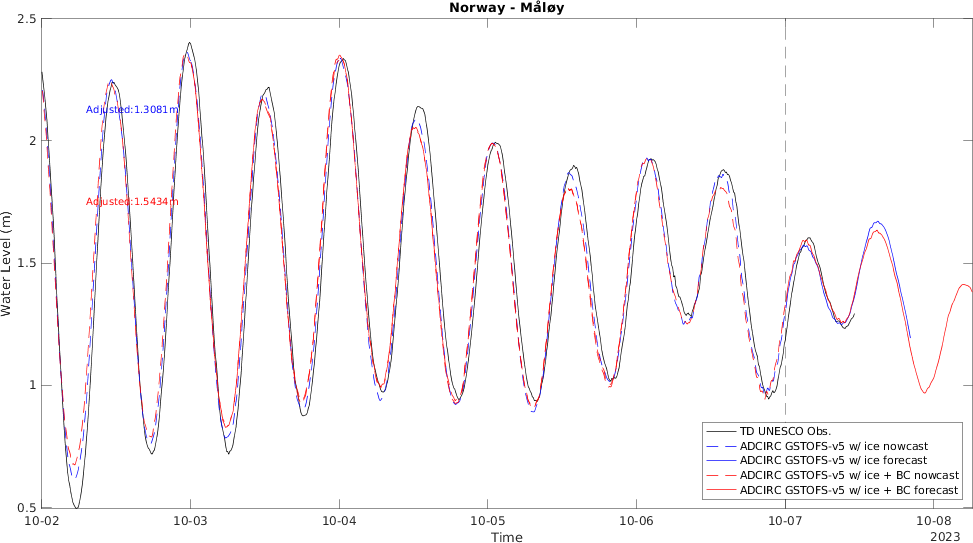 Norway - Måløy
2.5
Adjusted:1.3081m
2
Adjusted:1.5434m
1.5
Water Level (m)
1
TD UNESCO Obs.
ADCIRC GSTOFS-v5 w/ ice nowcast
ADCIRC GSTOFS-v5 w/ ice forecast
ADCIRC GSTOFS-v5 w/ ice + BC nowcast
ADCIRC GSTOFS-v5 w/ ice + BC forecast
0.5
10-02 10-03 10-04 10-05 10-06 10-07 10-08
Time 2023